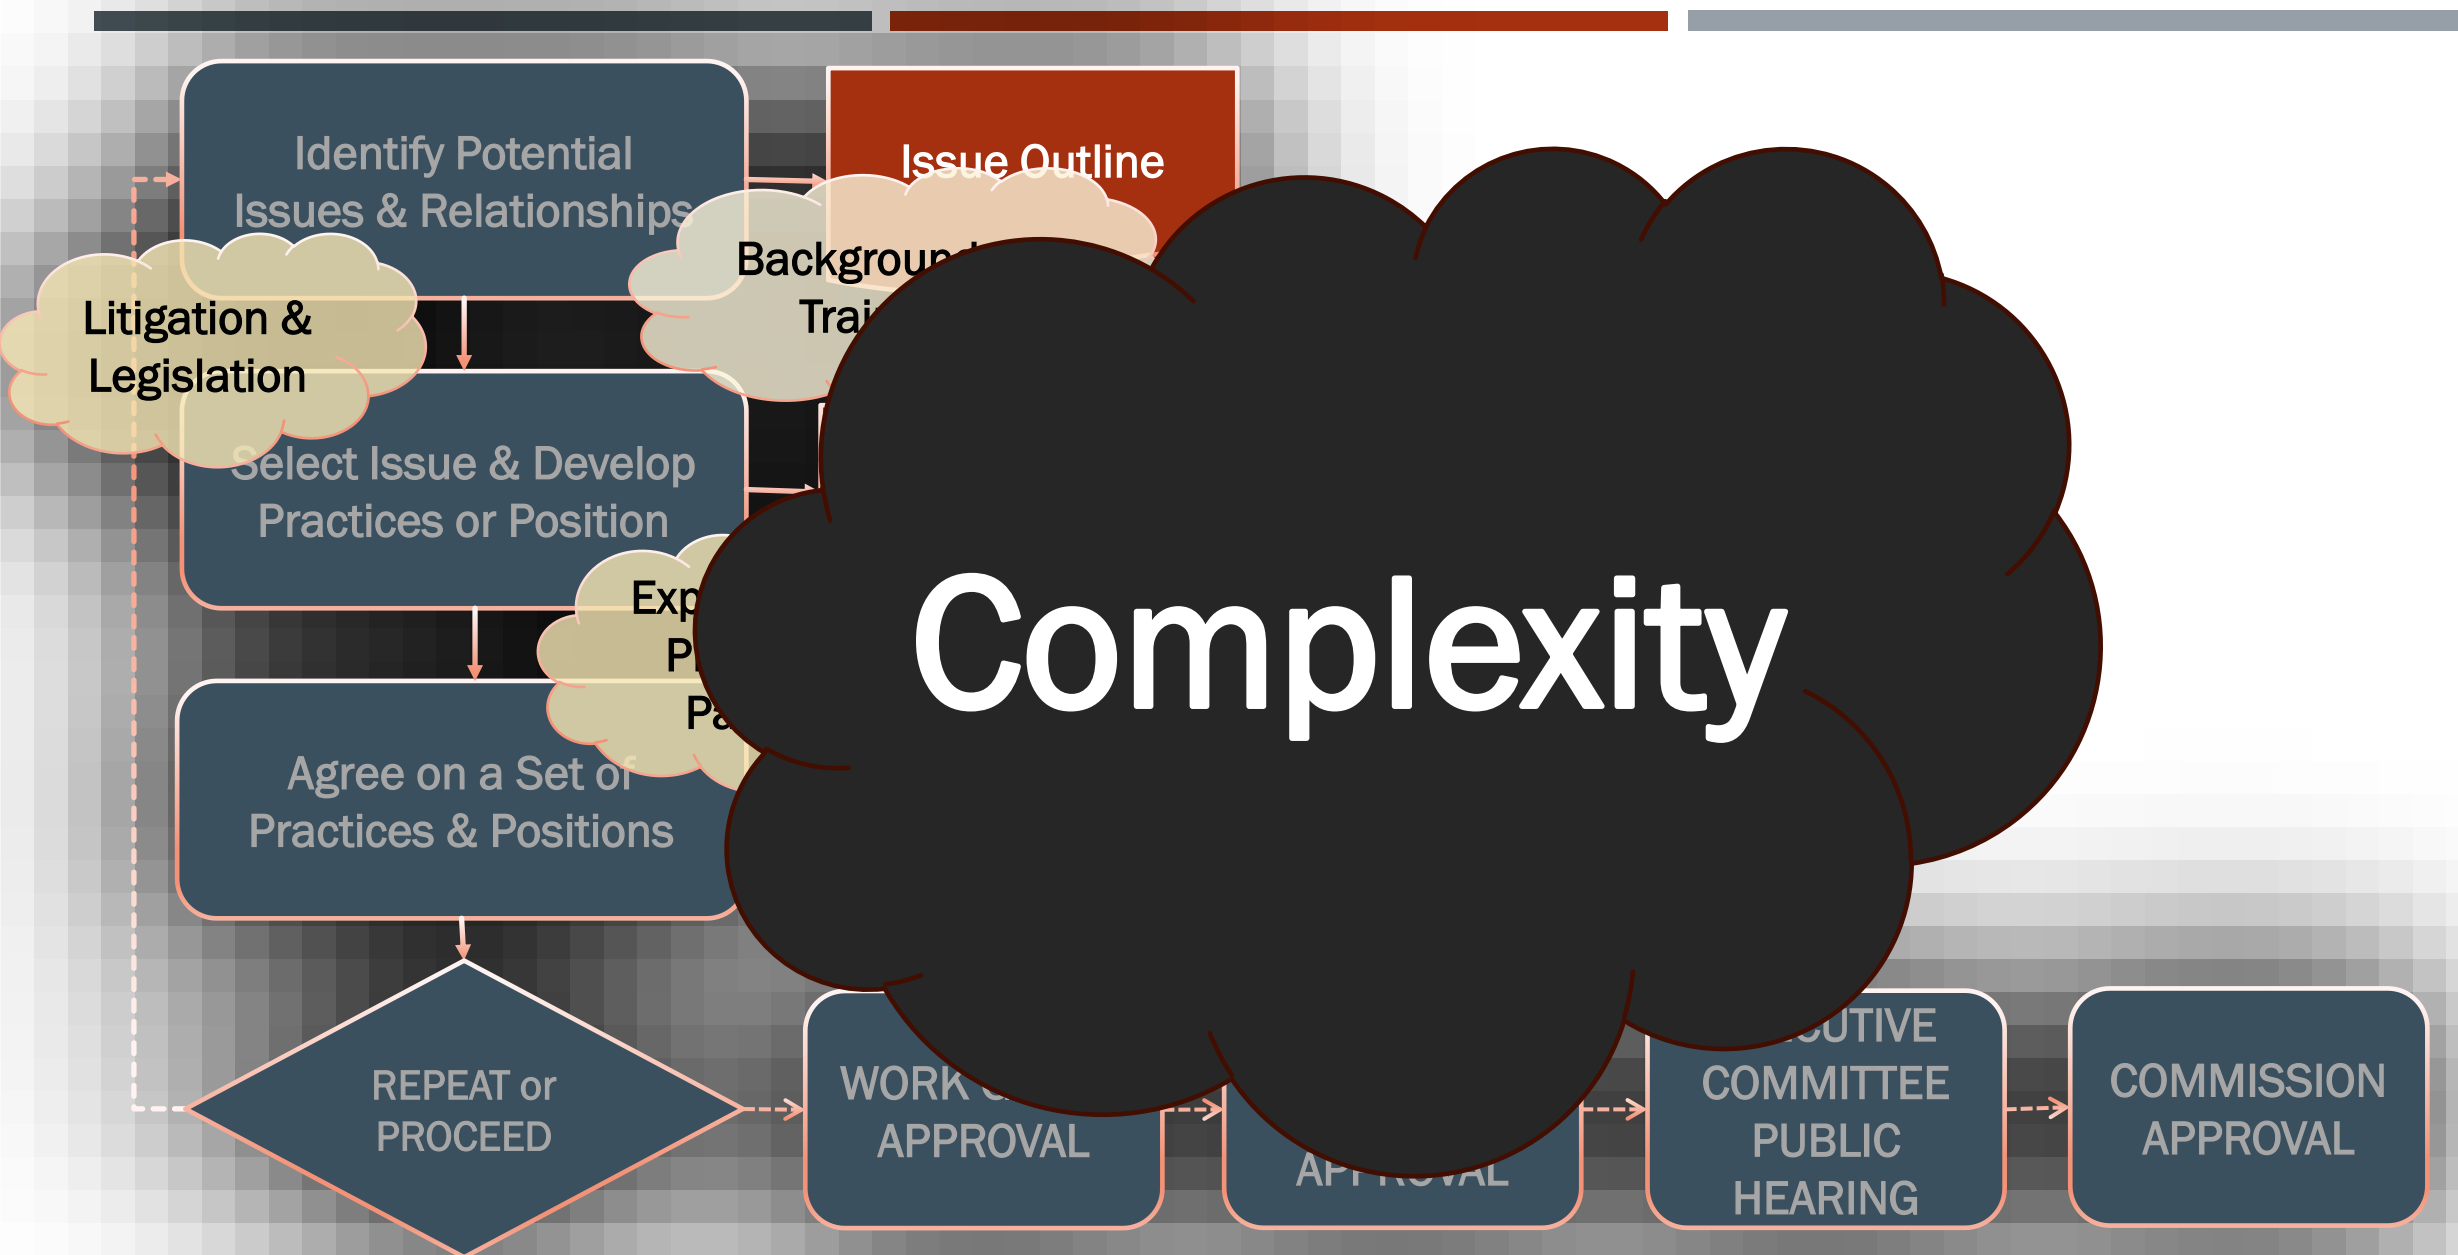 Identify Potential
Issues & Relationships
Issue Outline
Litigation &
Legislation
Select Issue & Develop
Practices or Position
Complexity
Agree on a Set of
Practices & Positions
REPEAT or
PROCEED
WORK
APPROVAL
APPROVAL
COMMITTEE
PUBLIC
HEARING
COMMISSION
APPROVAL